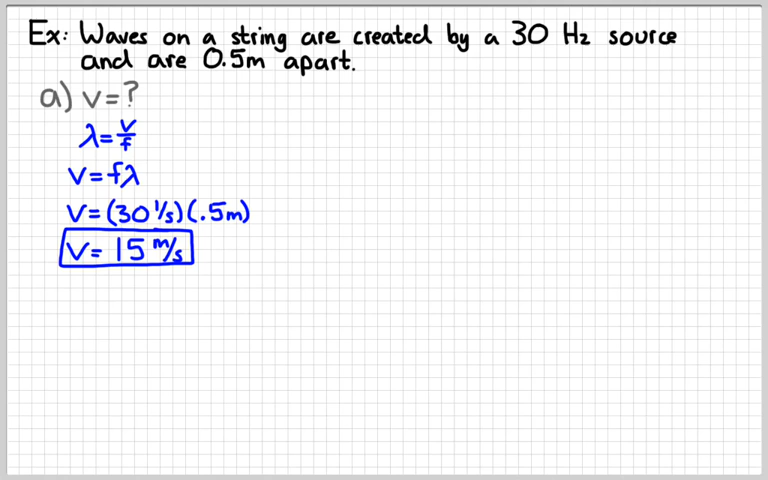 Ex: Waves on a string are created by a 30 Hz source
and are 0.5m apart.
a) v=?
λ=v/f
v=fλ
v=(30 1/s)(.5m)
v= 15 m/s